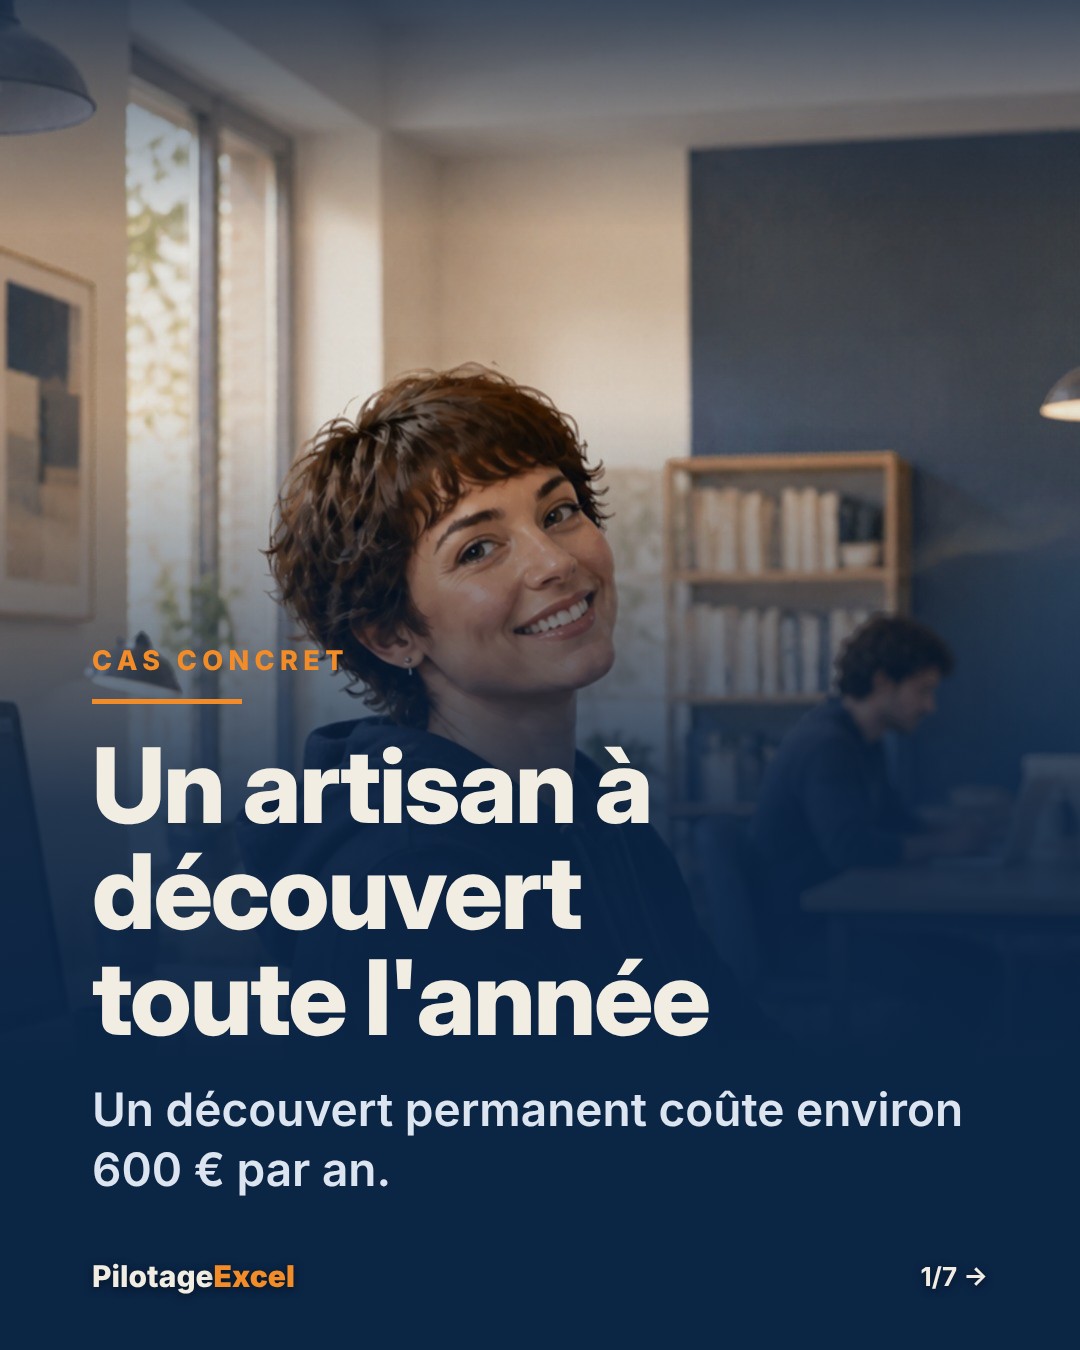 CAS CONCRET
Un artisan à
découvert
toute l'année
Un découvert permanent coûte environ
600 € par an.
PilotageExcel
1/7 →